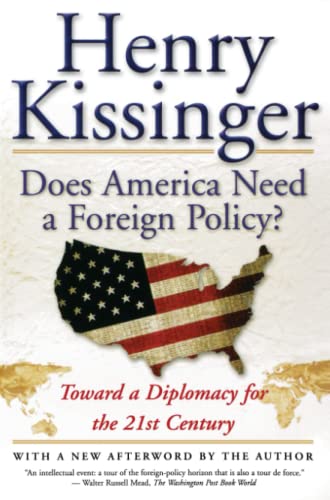 Henry
Kissinger
Does America Need
a Foreign Policy?
Toward a Diplomacy for
the 21st Century
WITH A NEW AFTERWORD BY THE AUTHOR
"An intellectual event: a tour of the foreign-policy horizon that is also a tour de force."
— Walter Russell Mead, The Washington Post Book World